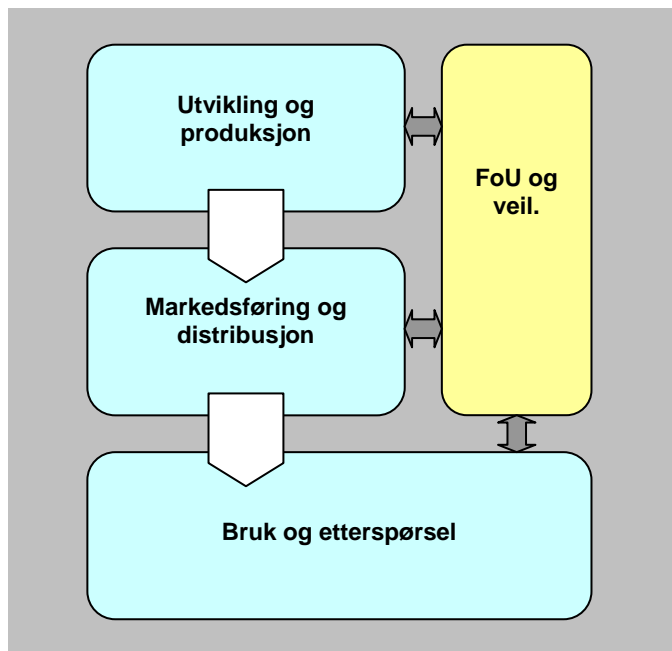 Utvikling og
produksjon
FoU og
veil.
Markedsføring og
distribusjon
Bruk og etterspørsel